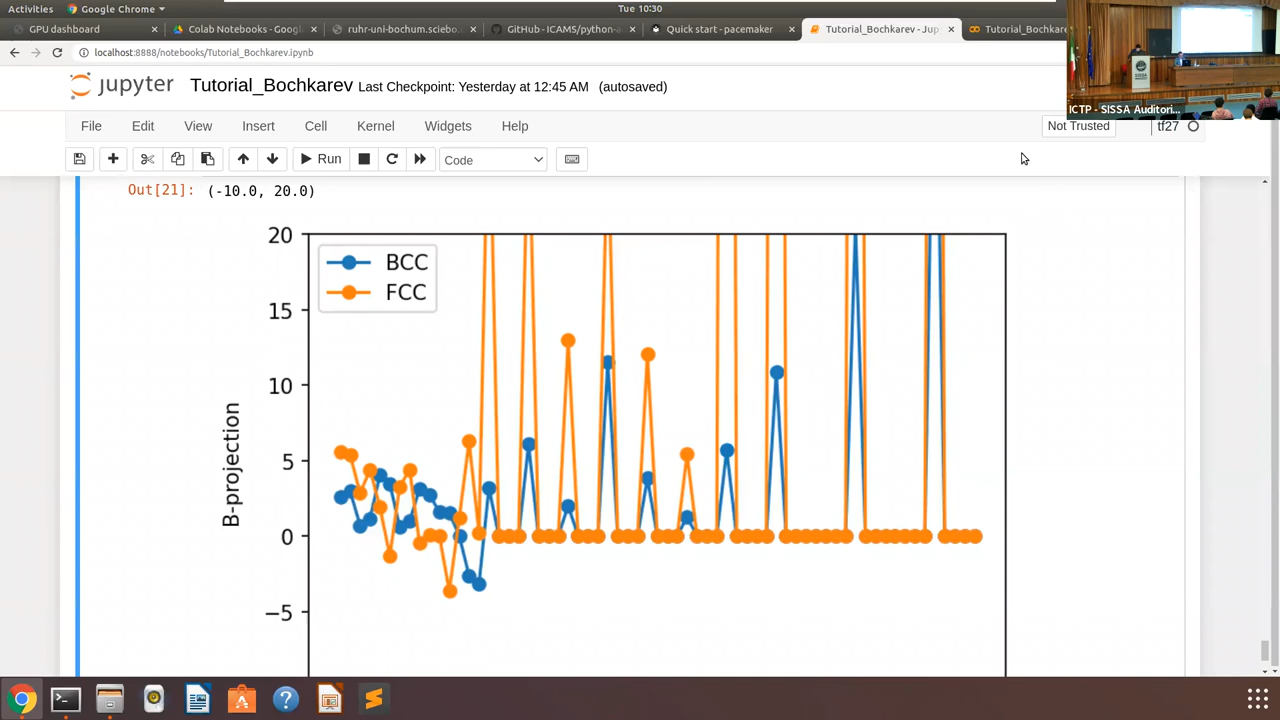 Activities Google Chrome Tue 10:30
GPU dashboard
Colab Notebooks - Goog
ruhr-uni-bochum.sciebo.
GitHub - ICAMS/python-a
Quick start - pacemaker
Tutorial_Bochkarev - Jup
Tutorial_Bochkare
localhost:8888/notebooks/Tutorial_Bochkarev.ipynb
jupyter Tutorial_Bochkarev Last Checkpoint: Yesterday at 12:45 AM (autosaved)
ICTP - SISSA Auditori...
SISSA
File Edit View Insert Cell Kernel Widgets Help
Not Trusted
tf27
Run
Code
Out[21]: (-10.0, 20.0)
20
15
10
5
0
−5
B-projection
BCC
FCC